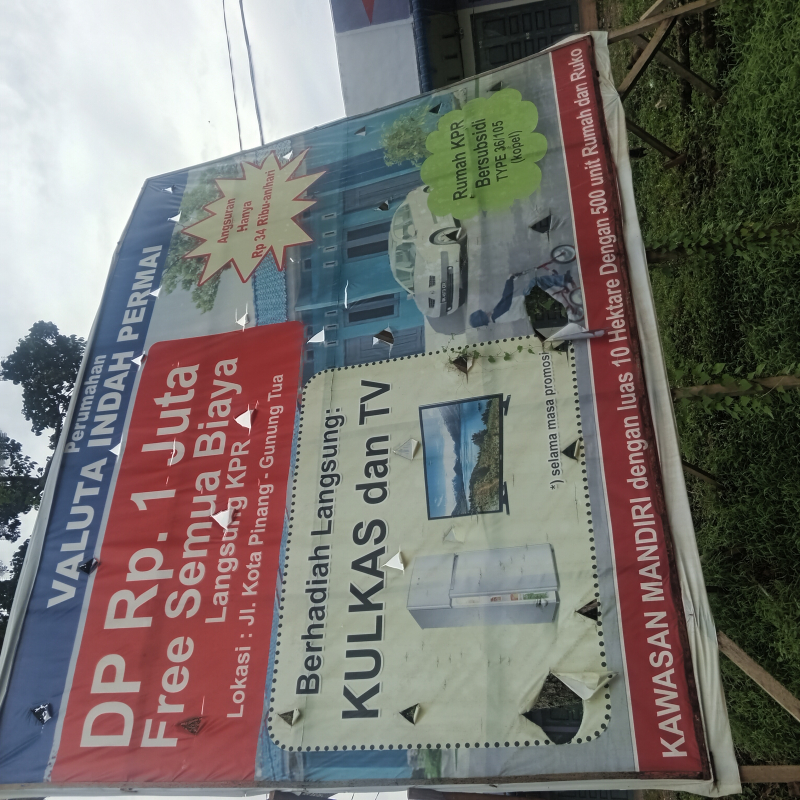 Perumahan
VALUTA INDAH PERMAI
DP Rp. 1 Juta
Free Semua Biaya
Langsung KPR
Lokasi : Jl. Kota Pinang - Gunung Tua
Angsuran
Hanya
Rp 34 Ribu-an/hari
Berhadiah Langsung:
KULKAS dan TV
*) selama masa promosi
Rumah KPR
Bersubsidi
TYPE 36/105
(kopel)
KAWASAN MANDIRI dengan luas 10 Hektare Dengan 500 unit Rumah dan Ruko